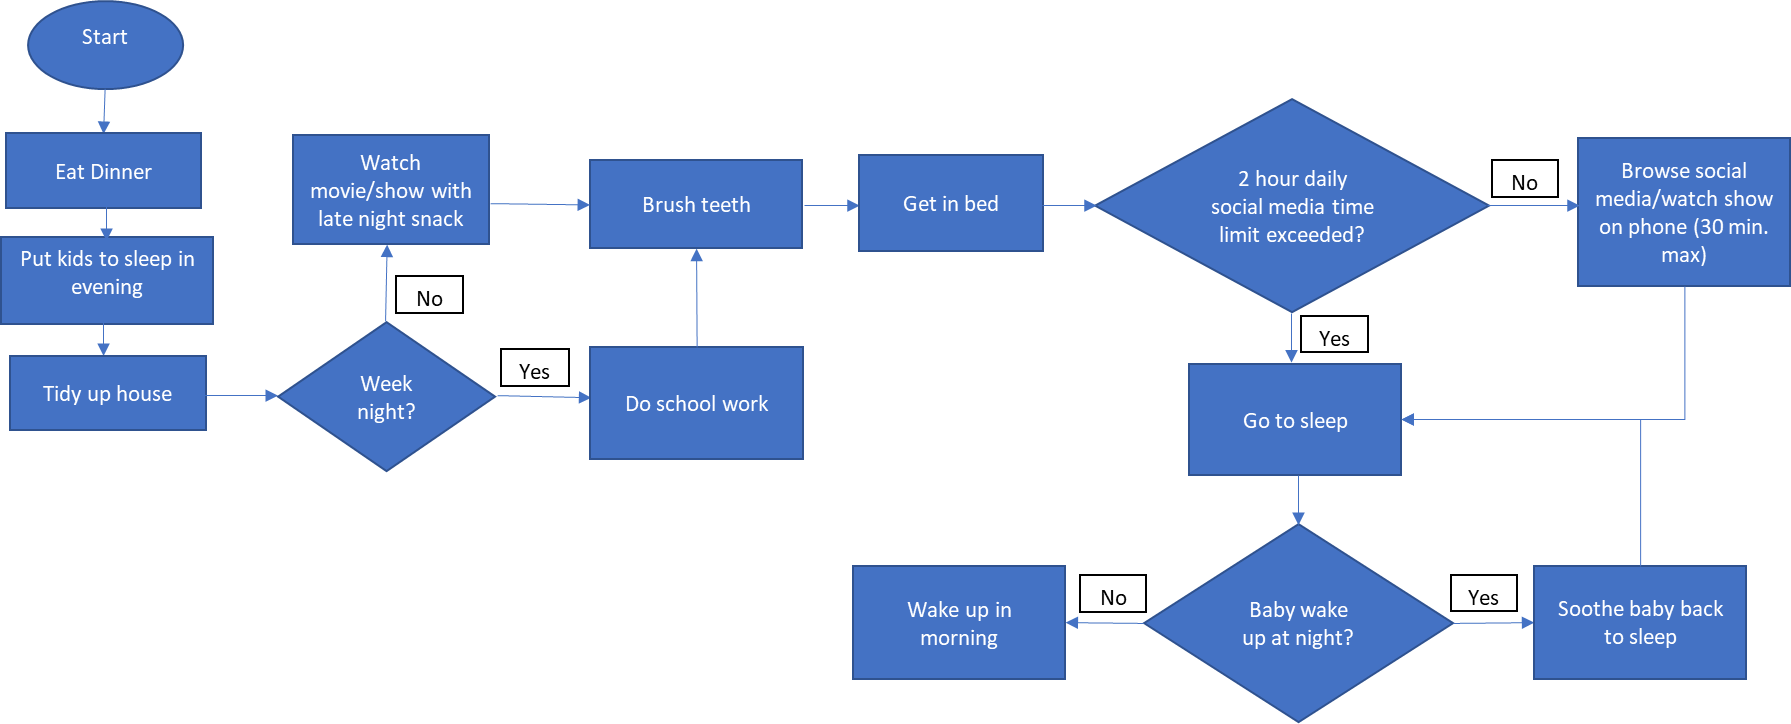 Start
Eat Dinner
Put kids to sleep in
evening
Tidy up house
Week
night?
No
Watch
movie/show with
late night snack
Yes
Do school work
Brush teeth
Get in bed
2 hour daily
social media time
limit exceeded?
No
Browse social
media/watch show
on phone (30 min.
max)
Yes
Go to sleep
Baby wake
up at night?
No
Wake up in
morning
Yes
Soothe baby back
to sleep